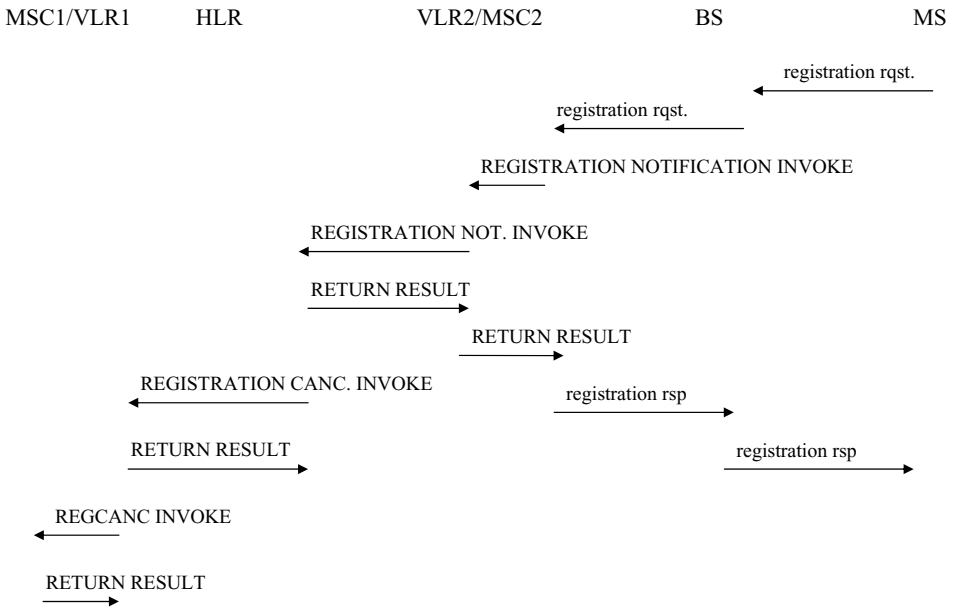 MSC1/VLR1 HLR VLR2/MSC2 BS MS
registration rqst.
registration rqst.
REGISTRATION NOTIFICATION INVOKE
REGISTRATION NOT. INVOKE
RETURN RESULT
RETURN RESULT
REGISTRATION CANC. INVOKE
registration rsp
RETURN RESULT
registration rsp
REGCANC INVOKE
RETURN RESULT